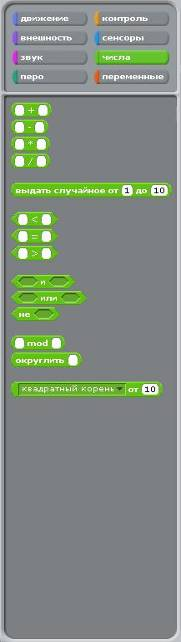 движение контроль
внешность сенсоры
звук числа
перо переменные
+
-
*
/
выдать случайное от 1 до 10
<
=
>
и
или
не
mod
округлить
квадратный корень от 10